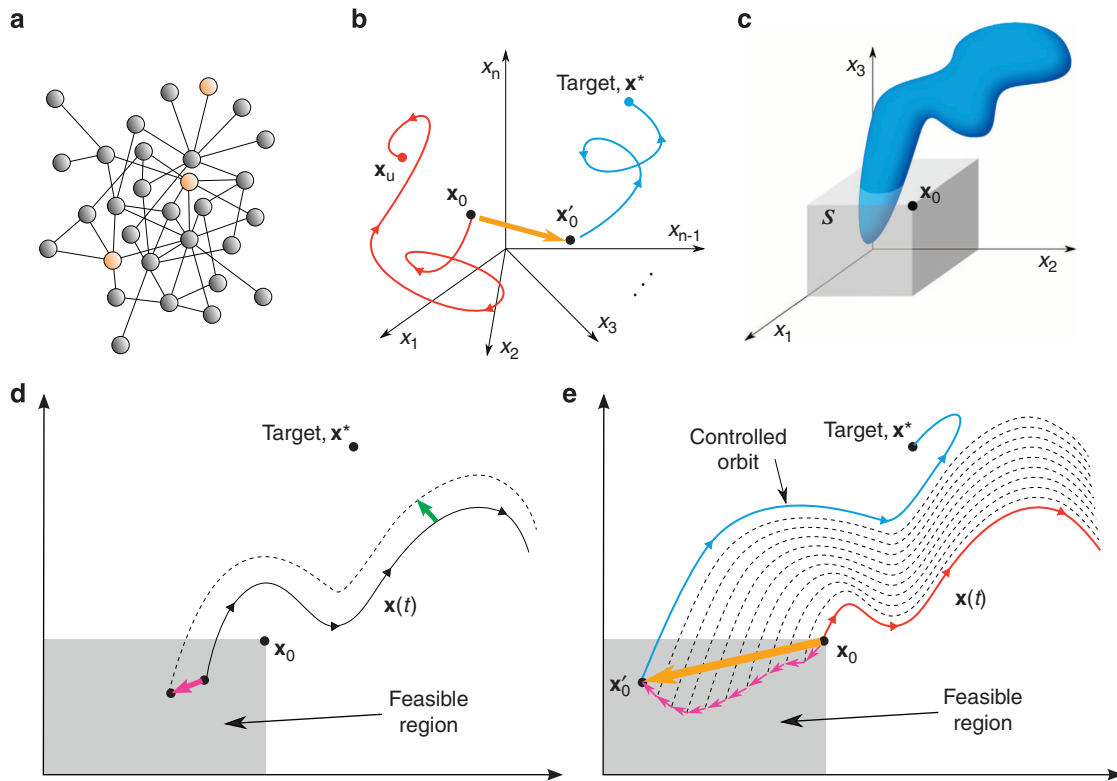 a
b
xₙ
Target, x*
xᵤ
x₀
x′₀
xₙ₋₁
x₁
x₂
x₃
c
x₃
x₀
S
x₂
x₁
d
Target, x*
x(t)
x₀
Feasible
region
e
Controlled
orbit
Target, x*
x(t)
x₀
x′₀
Feasible
region